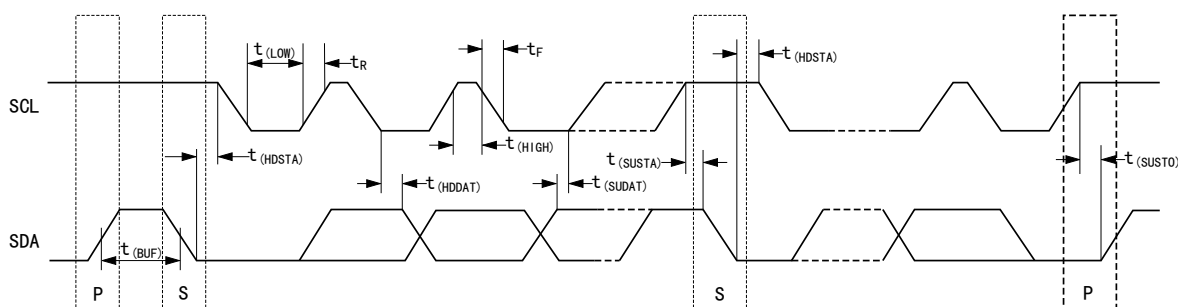 t(LOW)
tR
tF
t(HDSTA)
SCL
t(HDSTA)
t(HDDAT)
t(HIGH)
t(SUSTA)
t(SUDAT)
t(SUSTO)
SDA
t(BUF)
P
S
S
P